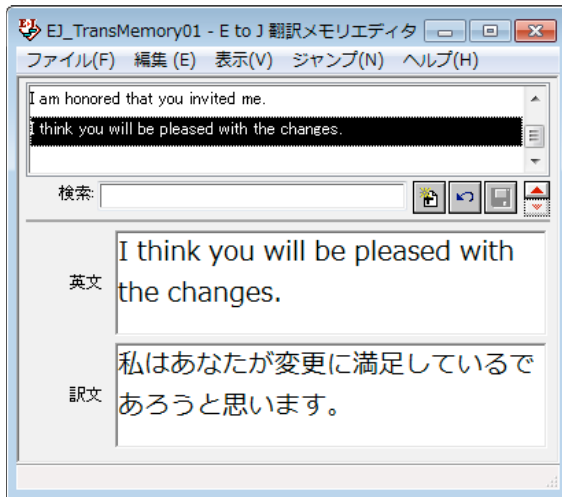 EJ_TransMemory01 - E to J 翻訳メモリエディタ
ファイル(F) 編集(E) 表示(V) ジャンプ(N) ヘルプ(H)
I am honored that you invited me.
I think you will be pleased with the changes.
検索:
英文
I think you will be pleased with
the changes.
訳文
私はあなたが変更に満足しているで
あろうと思います。